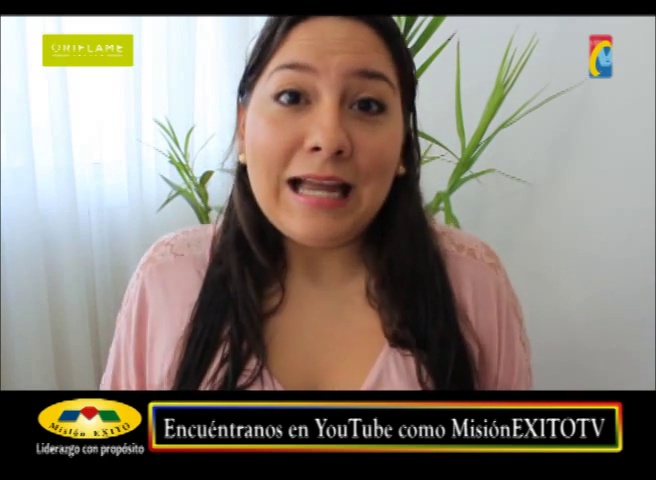 ORIFLAME
Misión EXITO
Liderazgo con propósito
Encuéntranos en YouTube como MisiónEXITOTV